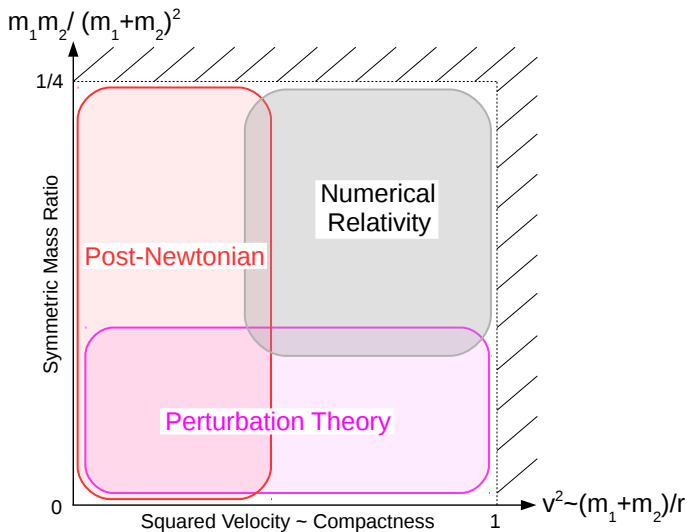 m₁m₂/ (m₁+m₂)²
1/4
Symmetric Mass Ratio
Numerical
Relativity
Post-Newtonian
Perturbation Theory
0
Squared Velocity ~ Compactness
1
v²~(m₁+m₂)/r